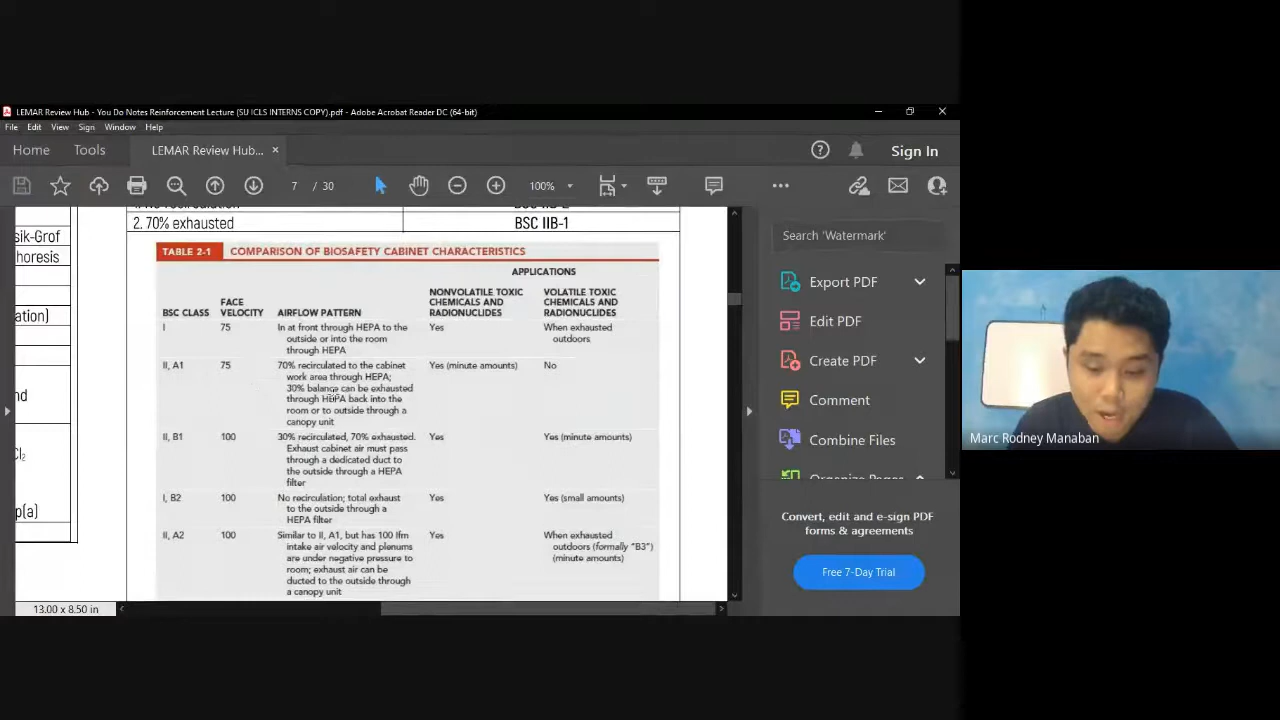 LEMAR Review Hub - You Do Notes Reinforcement Lecture (SU ICLS INTERNS COPY).pdf - Adobe Acrobat Reader DC (64-bit)
File Edit View Sign Window Help
Home Tools LEMAR Review Hub... × Sign In
7 / 30 100%
2. 70% exhausted BSC IIB-1
sik-Grof
horesis
ation)
nd
Cl₂
p(a)
TABLE 2-1 COMPARISON OF BIOSAFETY CABINET CHARACTERISTICS
APPLICATIONS
BSC CLASS
FACE
VELOCITY
AIRFLOW PATTERN
NONVOLATILE TOXIC
CHEMICALS AND
RADIONUCLIDES
VOLATILE TOXIC
CHEMICALS AND
RADIONUCLIDES
I
75
In at front through HEPA to the
outside or into the room
through HEPA
Yes
When exhausted
outdoors
II, A1
75
70% recirculated to the cabinet
work area through HEPA;
30% balance can be exhausted
through HEPA back into the
room or to outside through a
canopy unit
Yes (minute amounts)
No
II, B1
100
30% recirculated, 70% exhausted.
Exhaust cabinet air must pass
through a dedicated duct to
the outside through a HEPA
filter
Yes
Yes (minute amounts)
I, B2
100
No recirculation; total exhaust
to the outside through a
HEPA filter
Yes
Yes (small amounts)
II, A2
100
Similar to II, A1, but has 100 lfm
intake air velocity and plenums
are under negative pressure to
room; exhaust air can be
ducted to the outside through
a canopy unit
Yes
When exhausted
outdoors (formally "B3")
(minute amounts)
13.00 x 8.50 in
Search 'Watermark'
Export PDF
Edit PDF
Create PDF
Comment
Combine Files
Organize Pages
Convert, edit and e-sign PDF
forms & agreements
Free 7-Day Trial
Marc Rodney Manaban